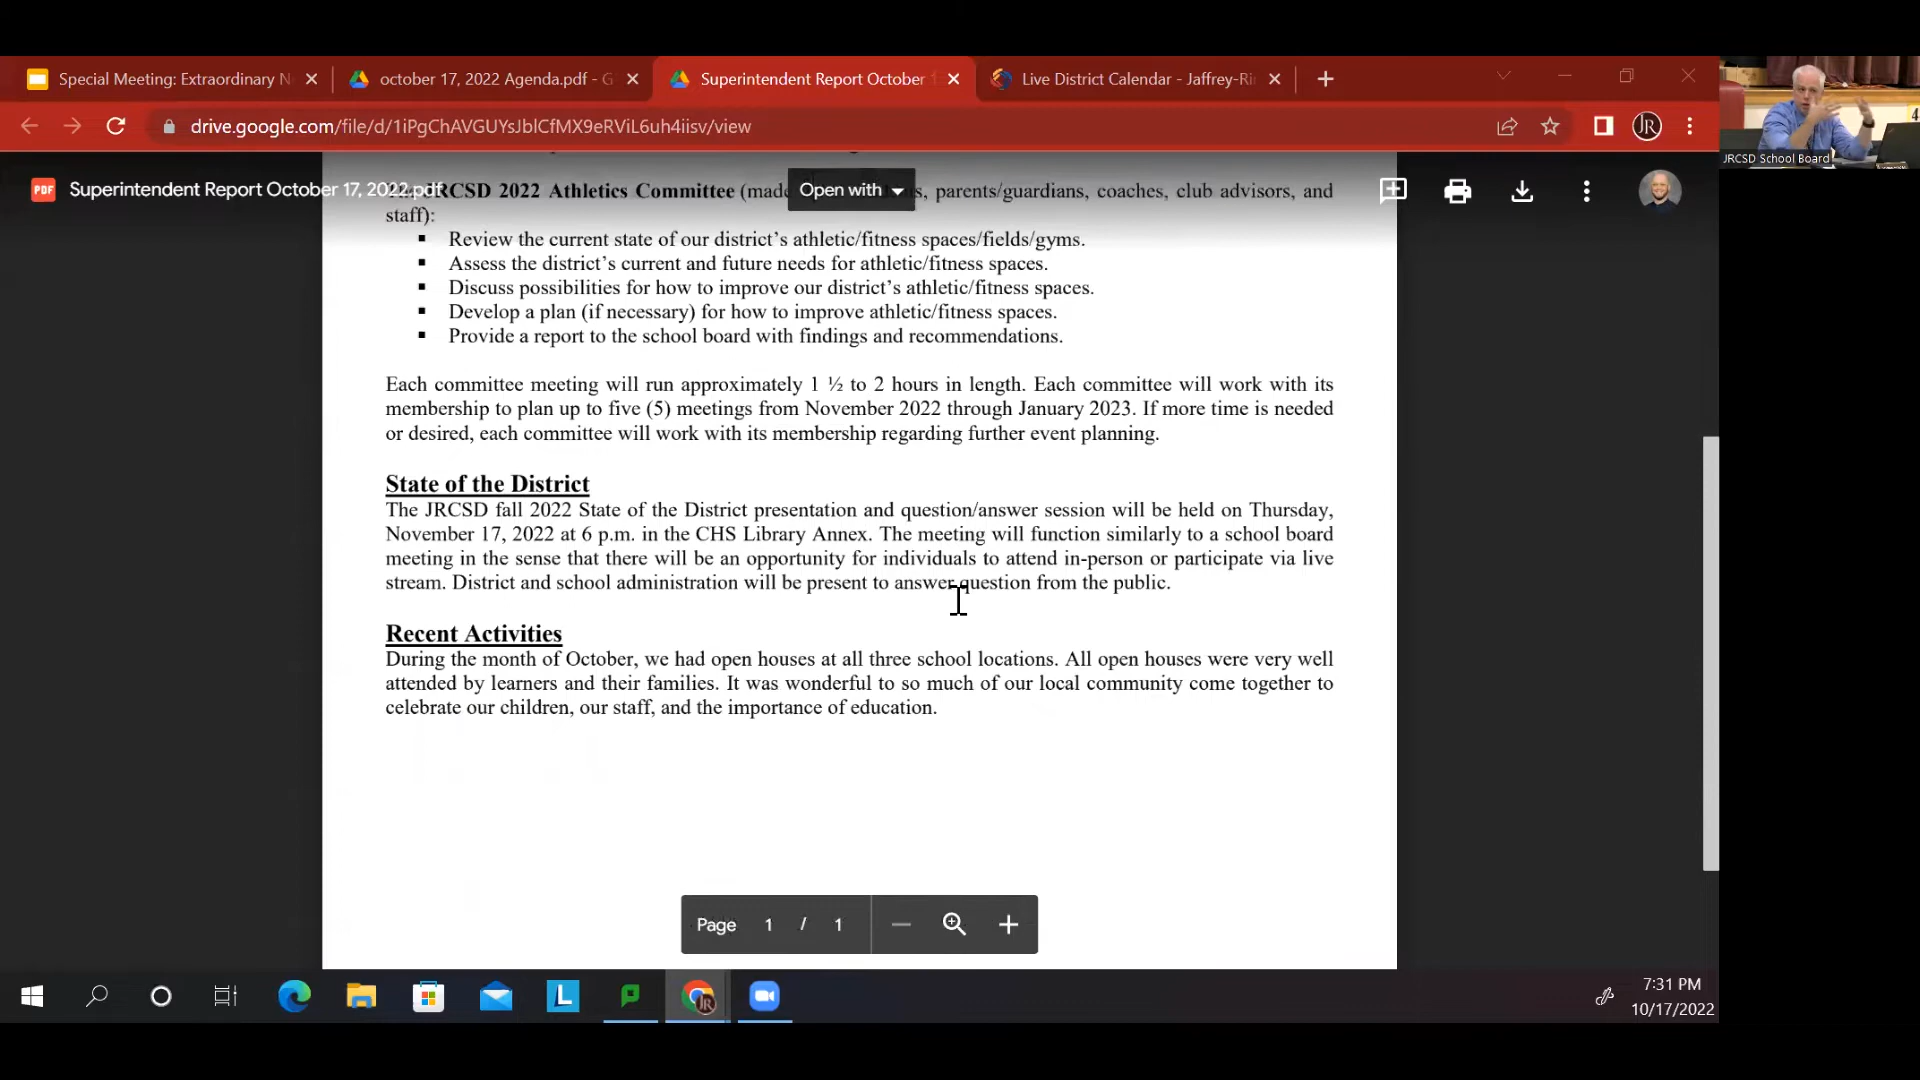 Special Meeting: Extraordinary N
october 17, 2022 Agenda.pdf - G
Superintendent Report October 1
Live District Calendar - Jaffrey-Rin
drive.google.com/file/d/1iPgChAVGUYsJblCfMX9eRViL6uh4iisv/view
JR
JRCSD School Board
PDF Superintendent Report October 17, 2022.pdf
Open with
JRCSD 2022 Athletics Committee (made parents/guardians, coaches, club advisors, and
staff):
▪ Review the current state of our district's athletic/fitness spaces/fields/gyms.
▪ Assess the district's current and future needs for athletic/fitness spaces.
▪ Discuss possibilities for how to improve our district's athletic/fitness spaces.
▪ Develop a plan (if necessary) for how to improve athletic/fitness spaces.
▪ Provide a report to the school board with findings and recommendations.
Each committee meeting will run approximately 1 ½ to 2 hours in length. Each committee will work with its
membership to plan up to five (5) meetings from November 2022 through January 2023. If more time is needed
or desired, each committee will work with its membership regarding further event planning.
State of the District
The JRCSD fall 2022 State of the District presentation and question/answer session will be held on Thursday,
November 17, 2022 at 6 p.m. in the CHS Library Annex. The meeting will function similarly to a school board
meeting in the sense that there will be an opportunity for individuals to attend in-person or participate via live
stream. District and school administration will be present to answer question from the public.
Recent Activities
During the month of October, we had open houses at all three school locations. All open houses were very well
attended by learners and their families. It was wonderful to so much of our local community come together to
celebrate our children, our staff, and the importance of education.
Page 1 / 1
L
JR
7:31 PM
10/17/2022